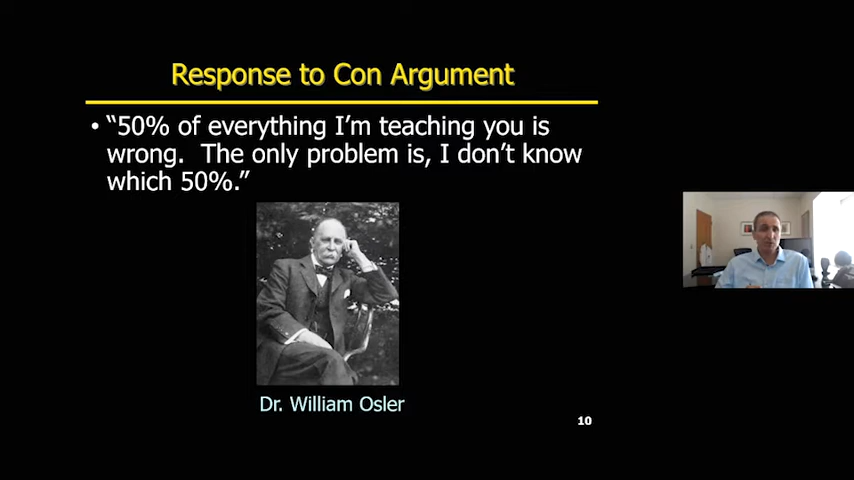 Response to Con Argument
• “50% of everything I’m teaching you is
wrong.  The only problem is, I don’t know
which 50%.”
Dr. William Osler
10